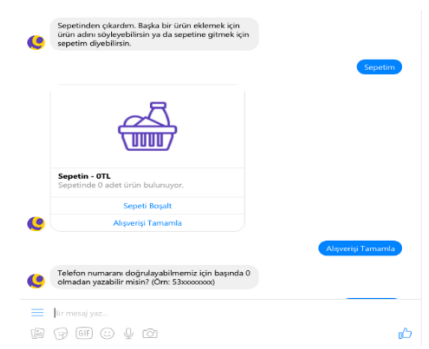 Sepetinden çıkardım. Başka bir ürün eklemek için
ürün adını söyleyebilirsin ya da sepetine gitmek için
sepetim diyebilirsin.
Sepetim
Sepetin - 0TL
Sepetinde 0 adet ürün bulunuyor.
Sepeti Boşalt
Alışverişi Tamamla
Alışverişi Tamamla
Telefon numaranı doğrulayabilmemiz için başında 0
olmadan yazabilir misin? (Örn: 53xxxxxxxx)
Bir mesaj yaz...
GIF